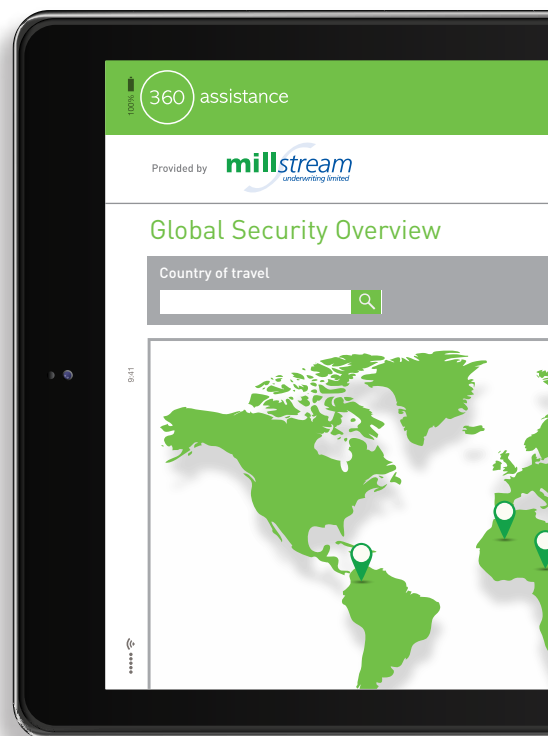 100%
360 assistance
Provided by
millstream
underwriting limited
Global Security Overview
Country of travel
9:41